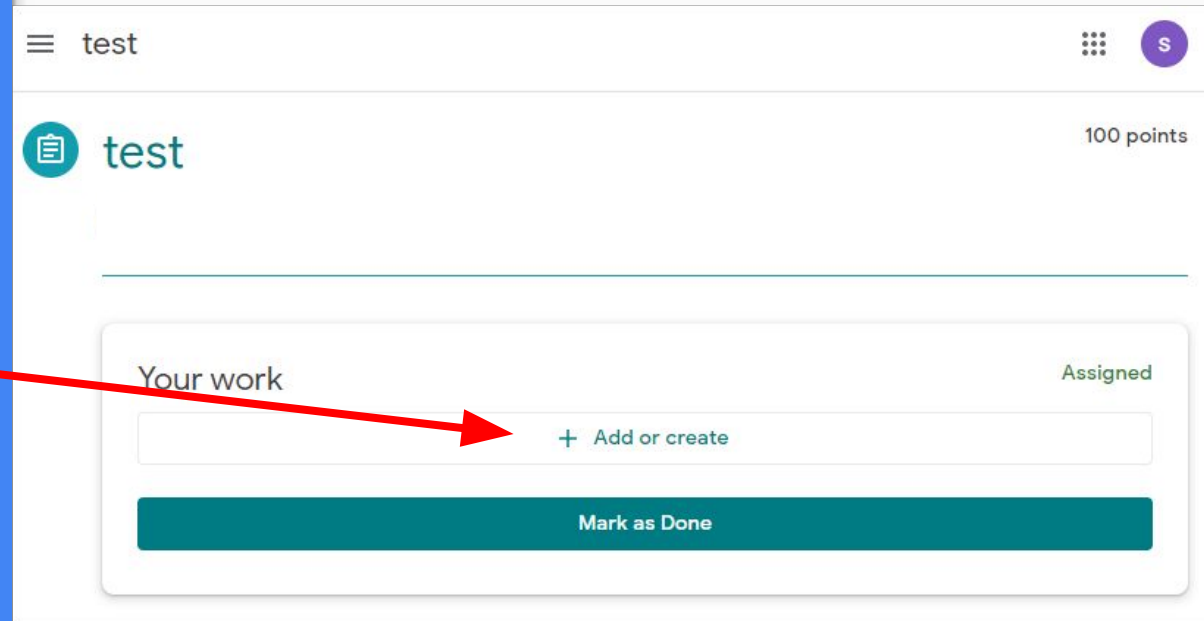 test
s
test
100 points
Your work
Assigned
+ Add or create
Mark as Done